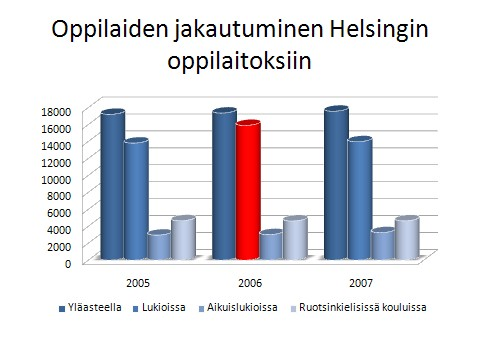 Oppilaiden jakautuminen Helsingin
oppilaitoksiin
18000
16000
14000
12000
10000
8000
6000
4000
2000
0
2005 2006 2007
Yläasteella Lukioissa Aikuislukioissa Ruotsinkielisissä kouluissa